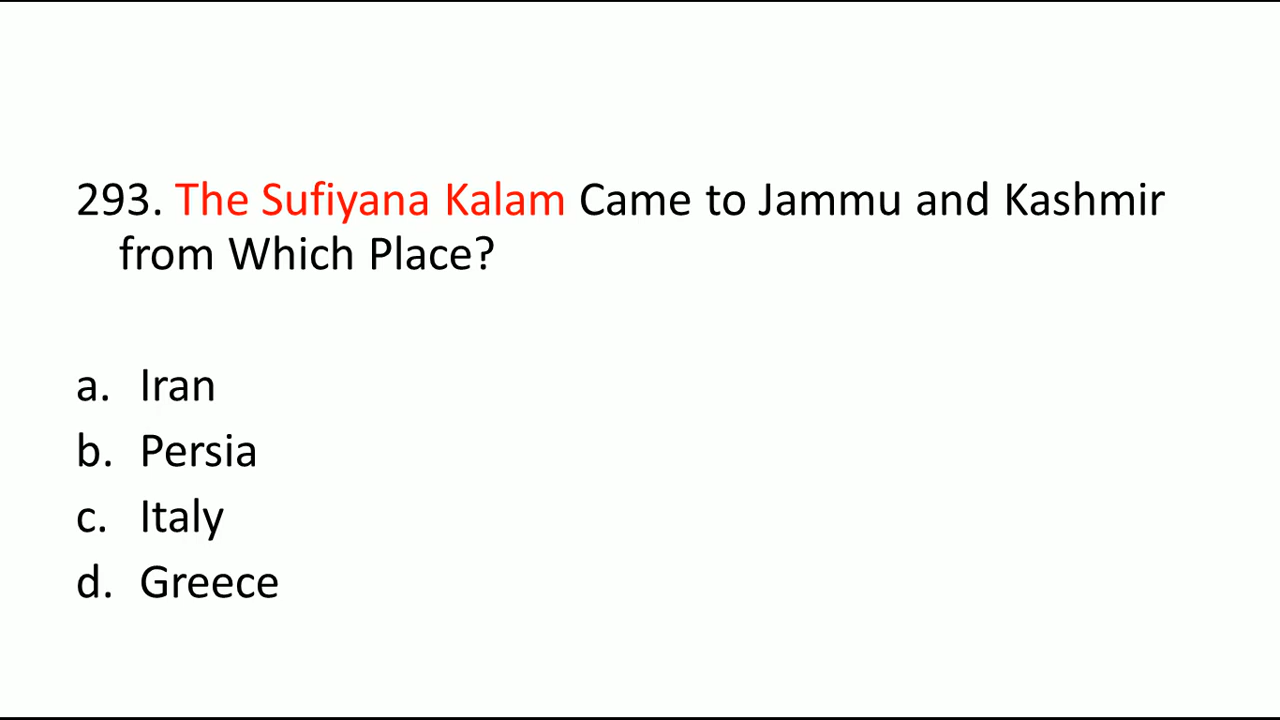 293. The Sufiyana Kalam Came to Jammu and Kashmir
from Which Place?
a. Iran
b. Persia
c. Italy
d. Greece